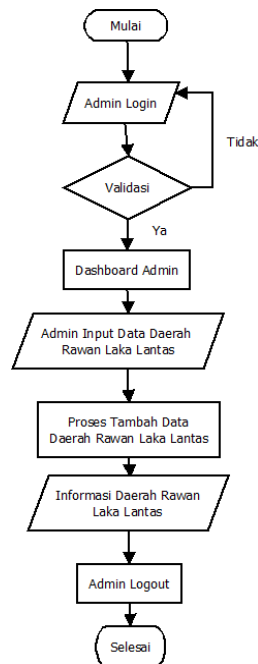 Mulai
Admin Login
Tidak
Validasi
Ya
Dashboard Admin
Admin Input Data Daerah
Rawan Laka Lantas
Proses Tambah Data
Daerah Rawan Laka Lantas
Informasi Daerah Rawan
Laka Lantas
Admin Logout
Selesai